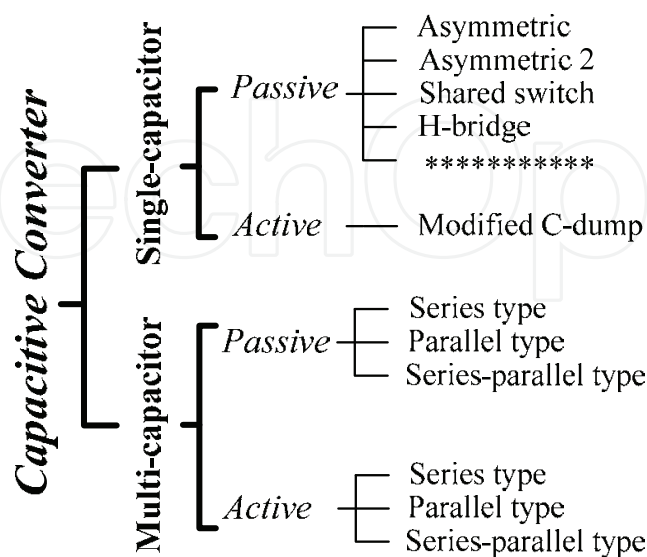 Capacitive Converter
Single-capacitor
Passive
Asymmetric
Asymmetric 2
Shared switch
H-bridge
***********
Active
Modified C-dump
Multi-capacitor
Passive
Series type
Parallel type
Series-parallel type
Active
Series type
Parallel type
Series-parallel type
echOp